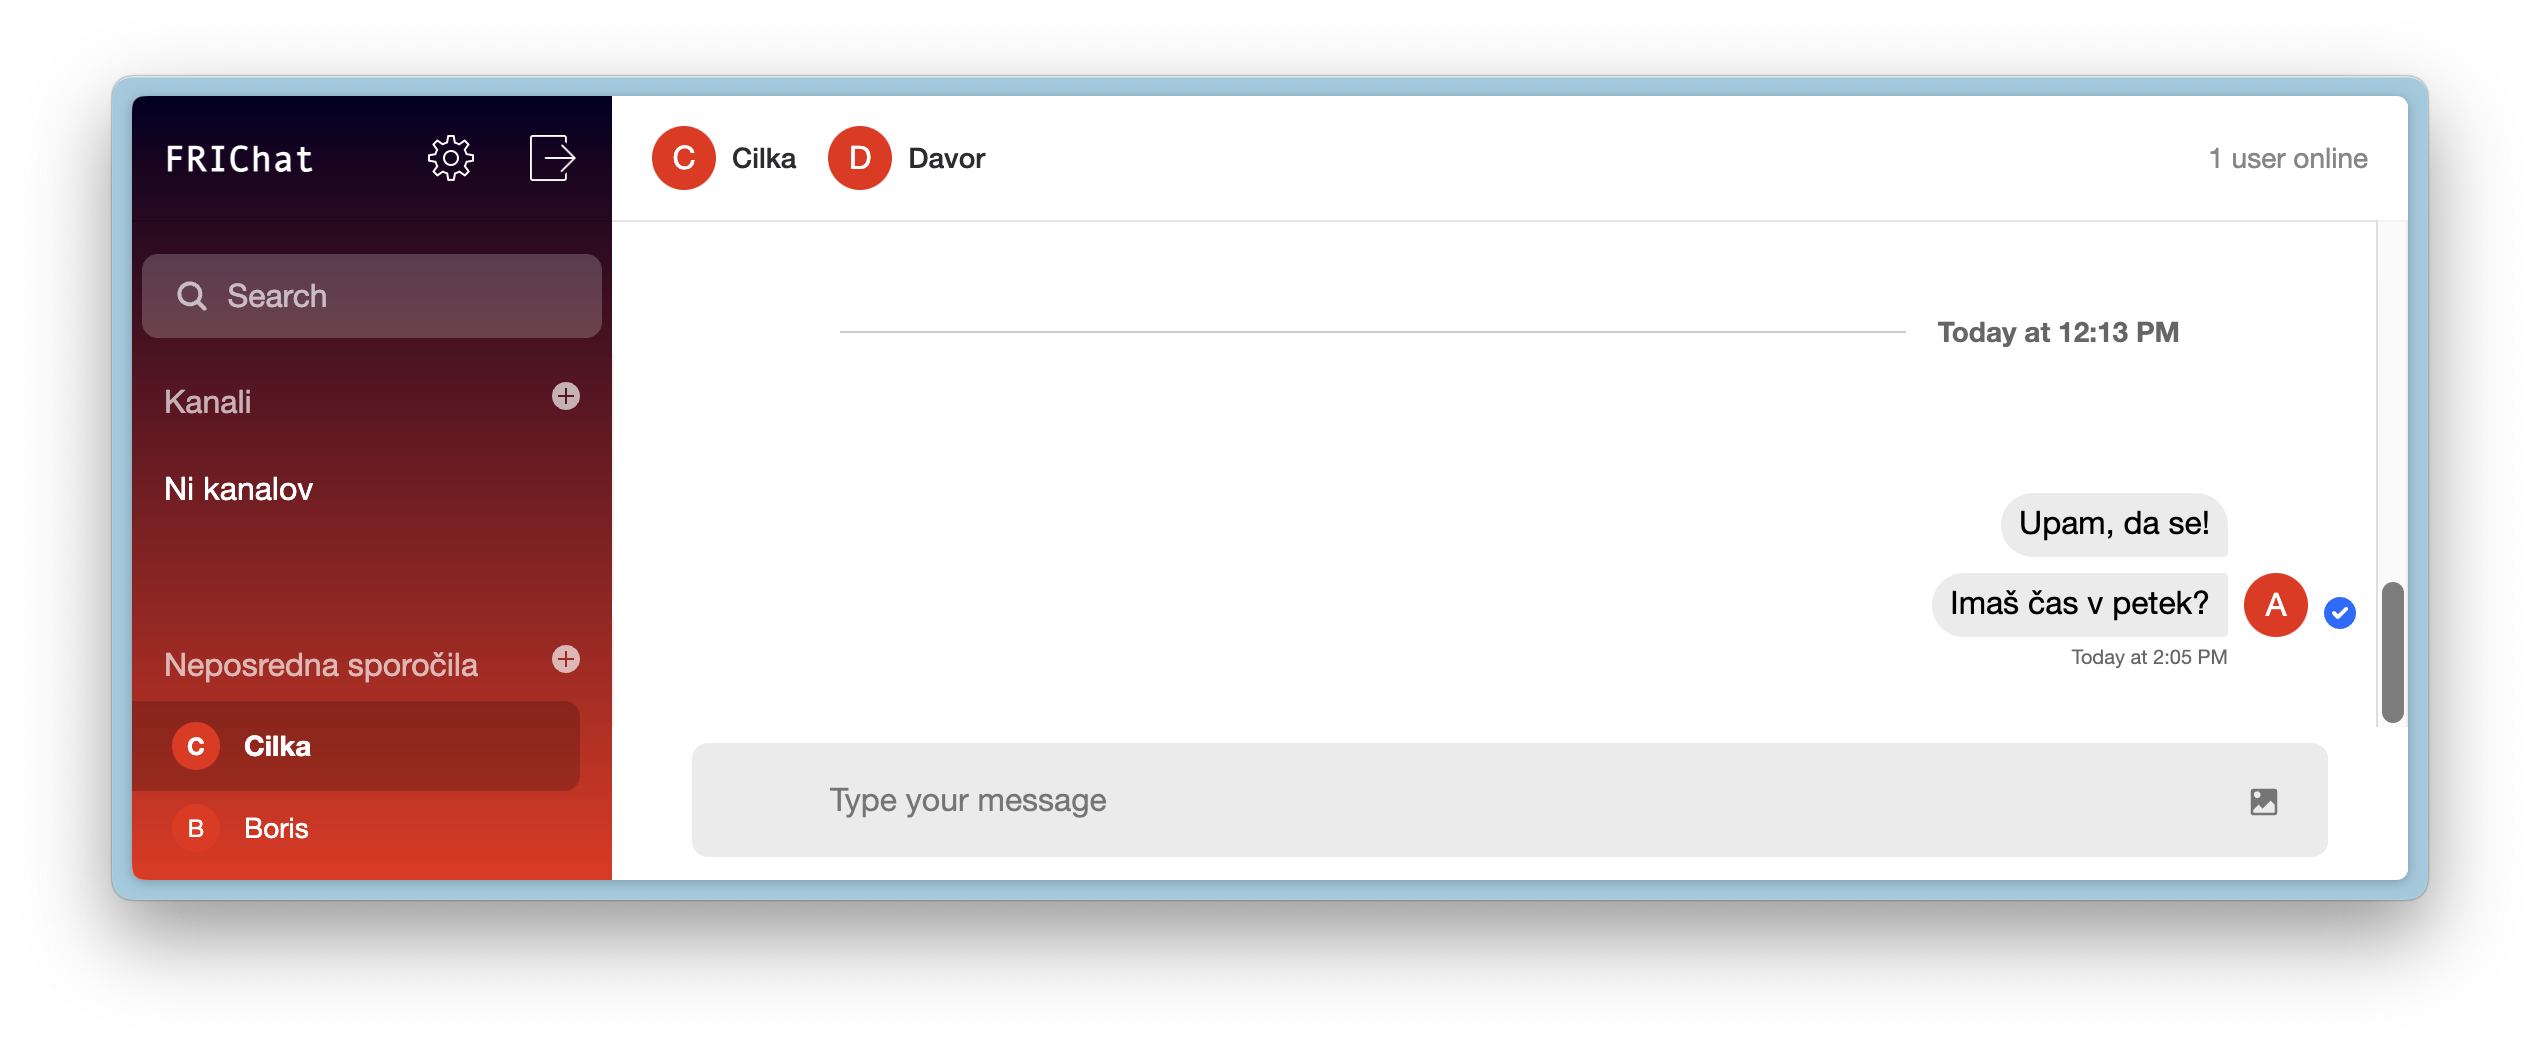 FRIChat
Search
Kanali
Ni kanalov
Neposredna sporočila
C Cilka
B Boris
C Cilka D Davor
1 user online
Today at 12:13 PM
Upam, da se!
Imaš čas v petek?
A
Today at 2:05 PM
Type your message